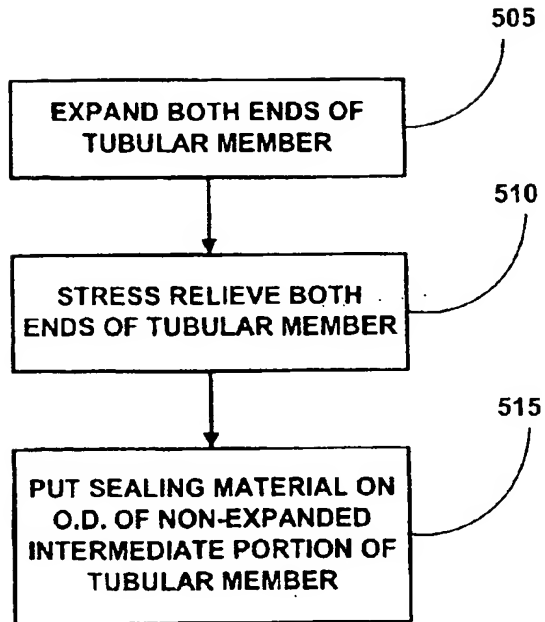 505
EXPAND BOTH ENDS OF
TUBULAR MEMBER
510
STRESS RELIEVE BOTH
ENDS OF TUBULAR MEMBER
515
PUT SEALING MATERIAL ON
O.D. OF NON-EXPANDED
INTERMEDIATE PORTION OF
TUBULAR MEMBER